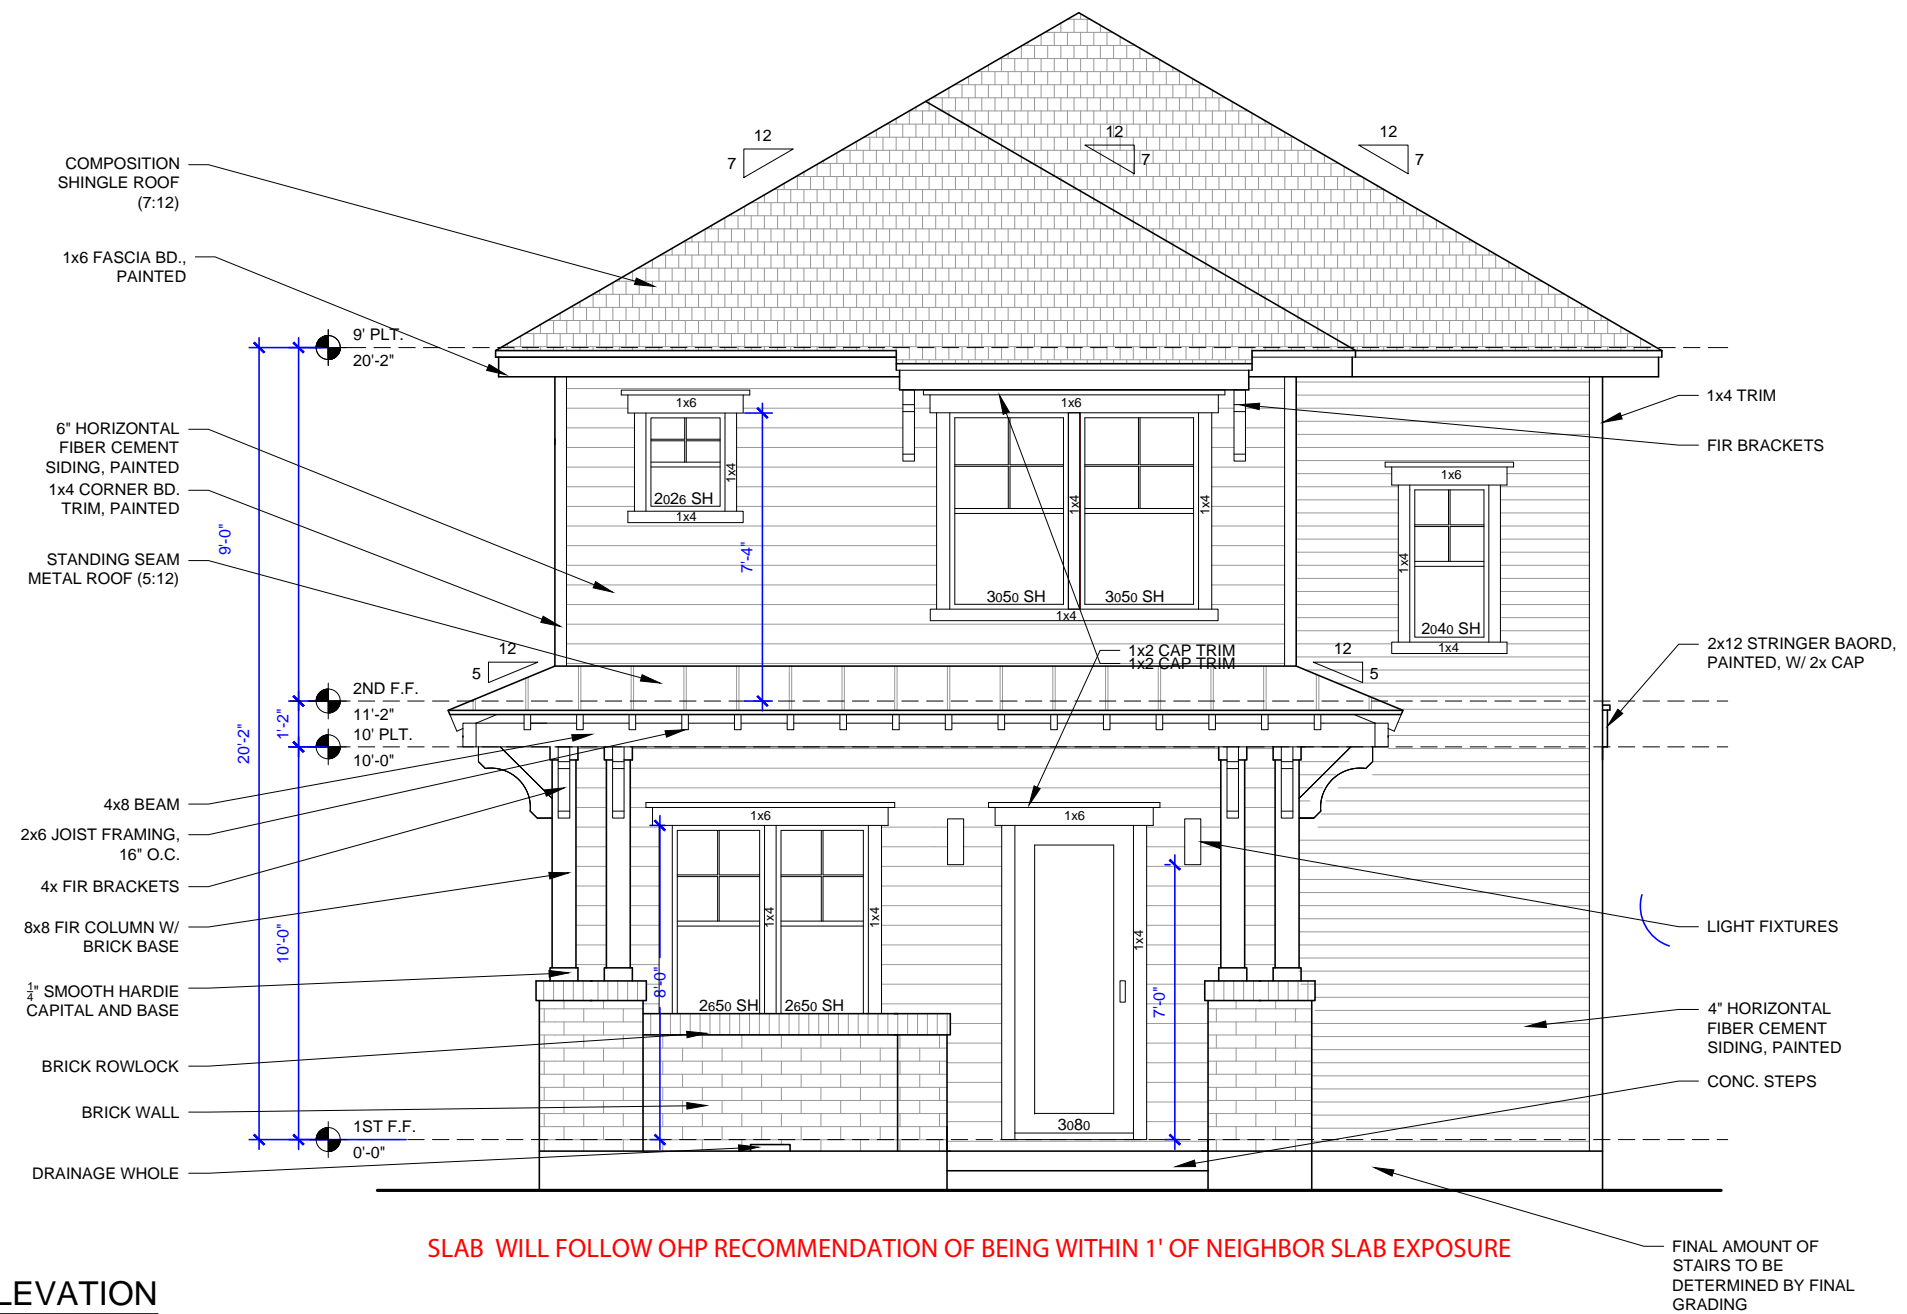 12
7
12
7
12
7
COMPOSITION
SHINGLE ROOF
(7:12)
1x6 FASCIA BD.,
PAINTED
9' PLT.
20'-2"
6" HORIZONTAL
FIBER CEMENT
SIDING, PAINTED
1x4 CORNER BD.
TRIM, PAINTED
STANDING SEAM
METAL ROOF (5:12)
9'-0"
20'-2"
1'-2"
10'-0"
2ND F.F.
11'-2"
10' PLT.
10'-0"
4x8 BEAM
2x6 JOIST FRAMING,
16" O.C.
4x FIR BRACKETS
8x8 FIR COLUMN W/
BRICK BASE
1/4" SMOOTH HARDIE
CAPITAL AND BASE
BRICK ROWLOCK
BRICK WALL
1ST F.F.
0'-0"
DRAINAGE WHOLE
1x6
1x4
2026 SH
1x4
7'-4"
1x6
1x4
1x4
3050 SH
3050 SH
1x4
1x6
1x4
2040 SH
1x4
12
5
12
5
1x2 CAP TRIM
1x2 CAP TRIM
1x6
1x4
1x4
8'-0"
2650 SH
2650 SH
1x6
1x4
3080
7'-0"
1x4 TRIM
FIR BRACKETS
2x12 STRINGER BAORD,
PAINTED, W/ 2x CAP
LIGHT FIXTURES
4" HORIZONTAL
FIBER CEMENT
SIDING, PAINTED
CONC. STEPS
FINAL AMOUNT OF
STAIRS TO BE
DETERMINED BY FINAL
GRADING
SLAB WILL FOLLOW OHP RECOMMENDATION OF BEING WITHIN 1' OF NEIGHBOR SLAB EXPOSURE
LEVATION